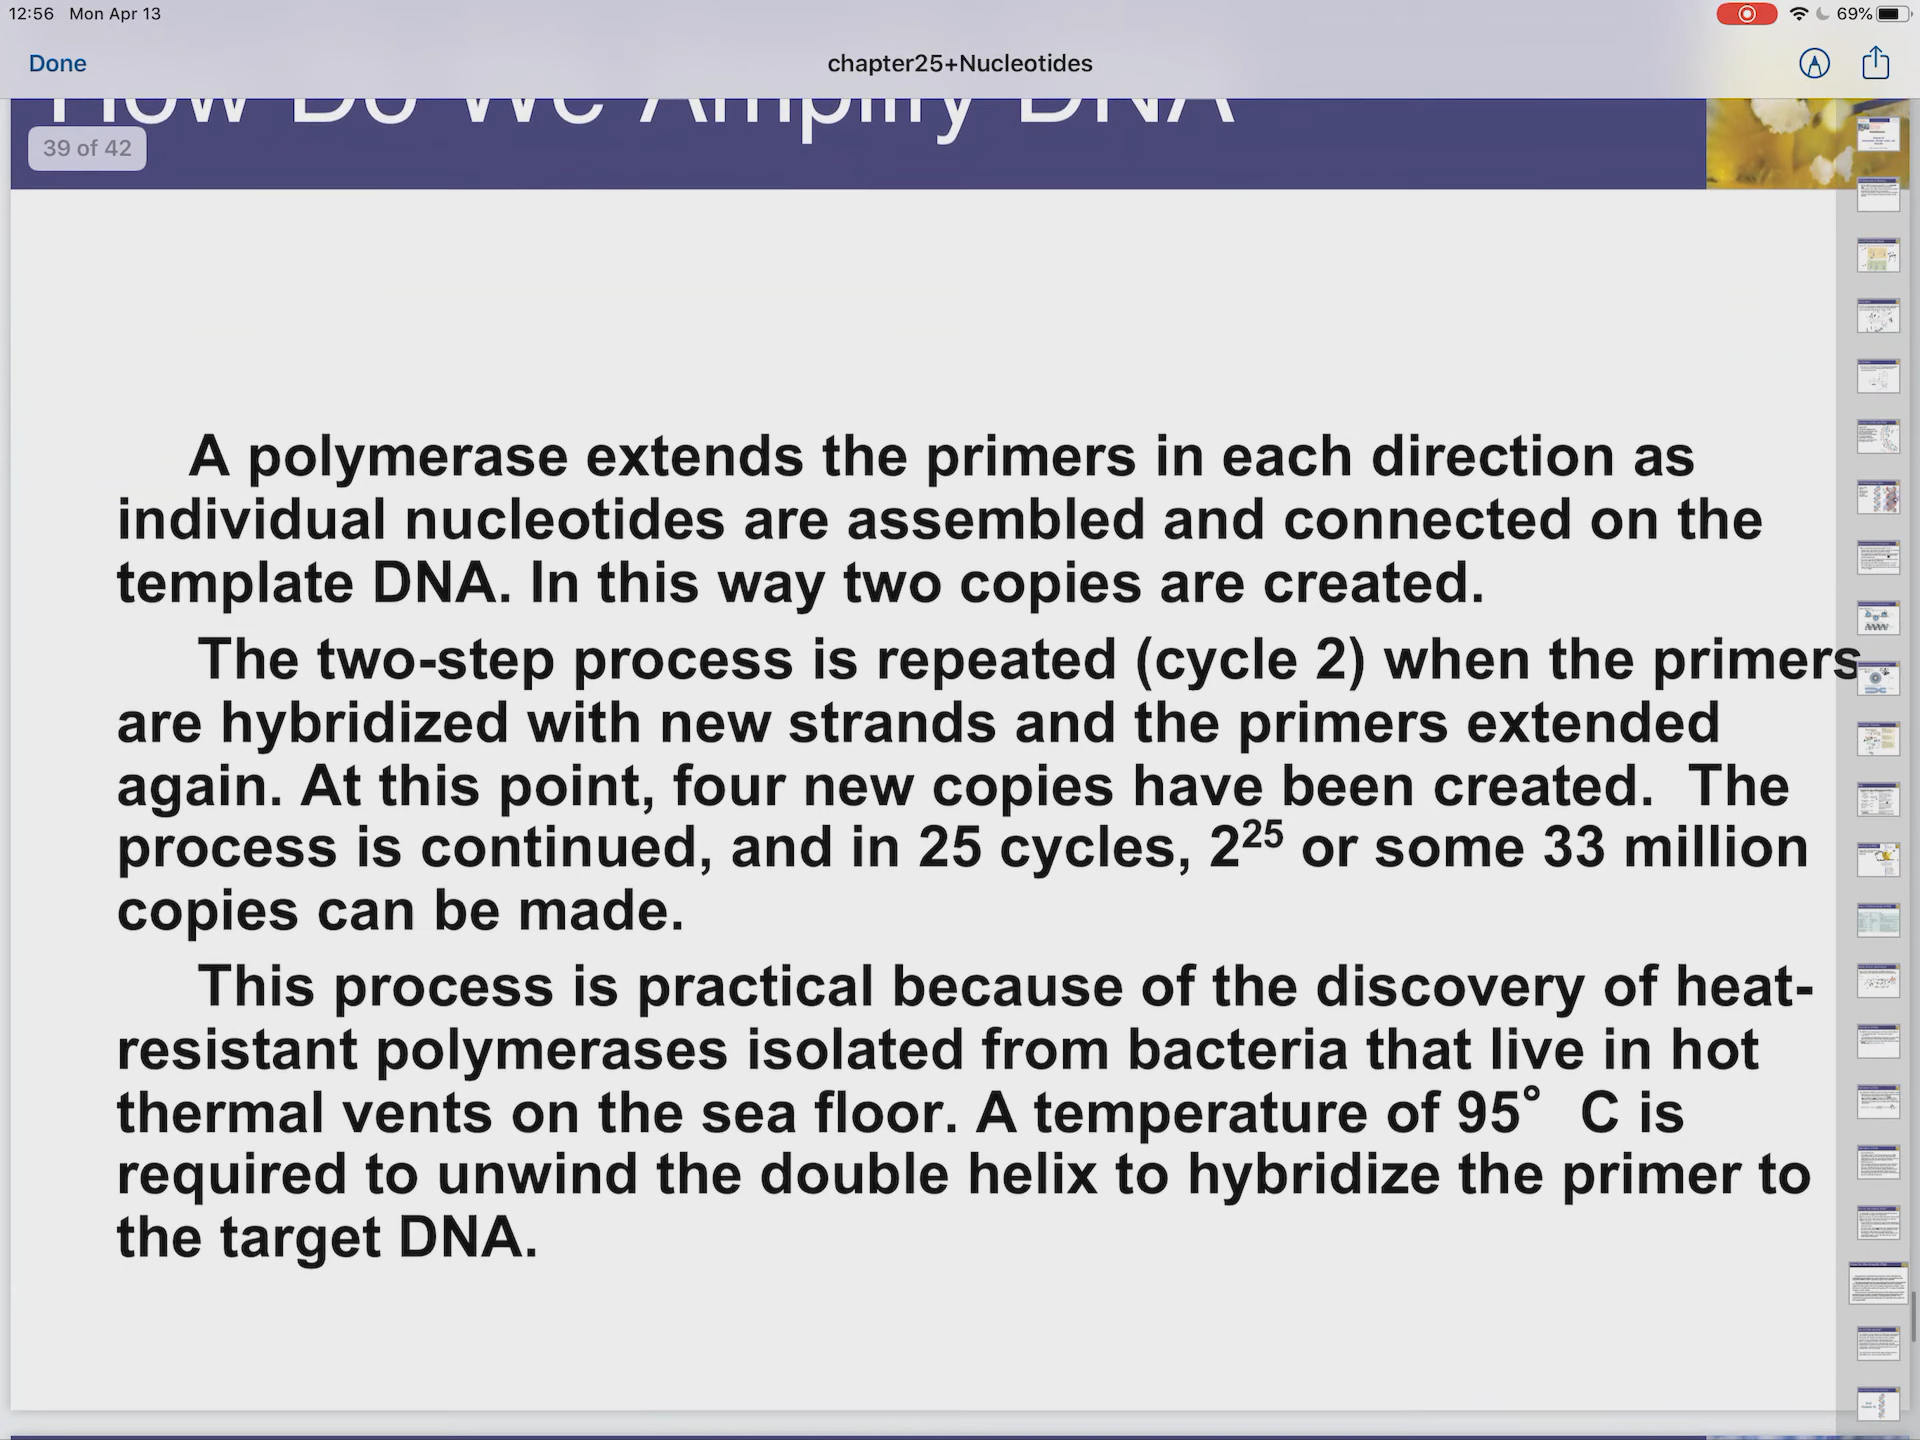 12:56 Mon Apr 13
69%
Done
chapter25+Nucleotides
How Do We Amplify DNA
39 of 42
A polymerase extends the primers in each direction as
individual nucleotides are assembled and connected on the
template DNA. In this way two copies are created.
The two-step process is repeated (cycle 2) when the primers
are hybridized with new strands and the primers extended
again. At this point, four new copies have been created. The
process is continued, and in 25 cycles, 2²⁵ or some 33 million
copies can be made.
This process is practical because of the discovery of heat-
resistant polymerases isolated from bacteria that live in hot
thermal vents on the sea floor. A temperature of 95° C is
required to unwind the double helix to hybridize the primer to
the target DNA.